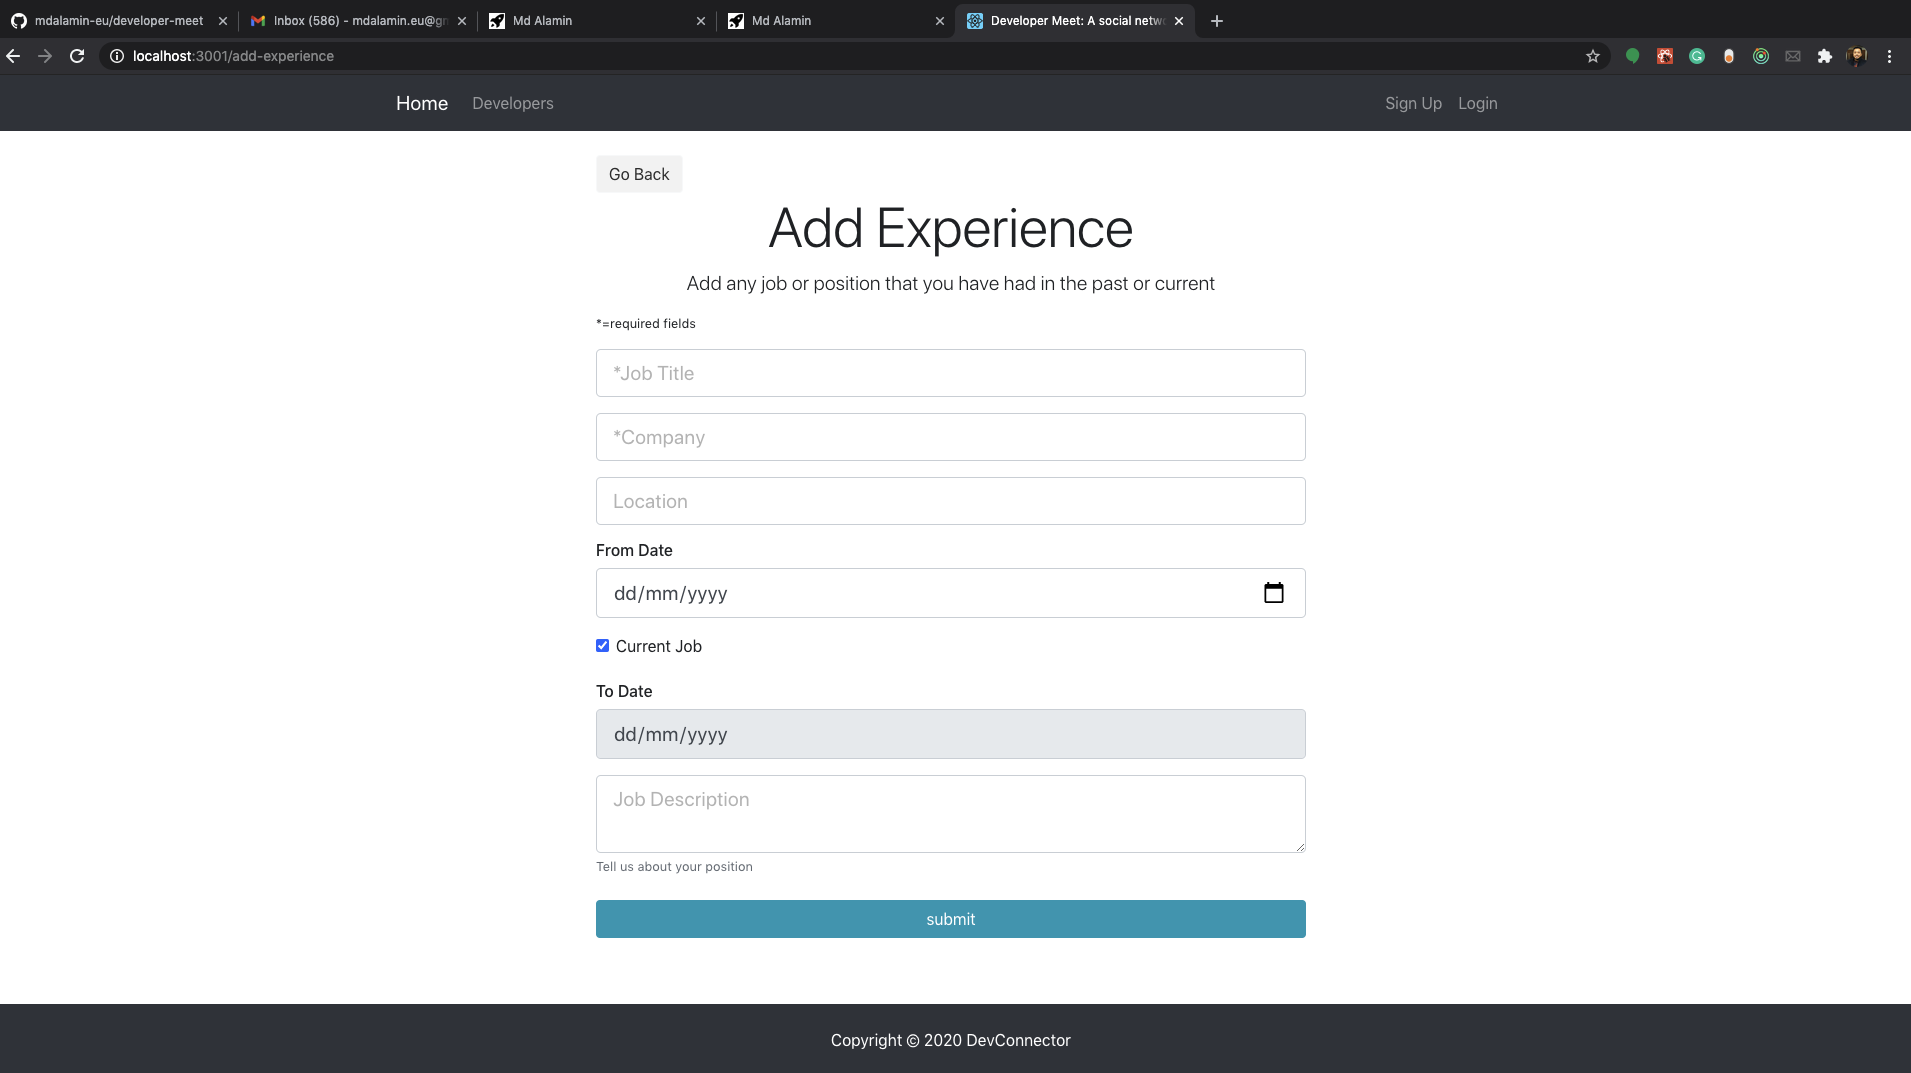 mdalamin-eu/developer-meet
Inbox (586) - mdalamin.eu@gm
Md Alamin
Md Alamin
Developer Meet: A social netw
localhost:3001/add-experience
Home
Developers
Sign Up
Login
Go Back
Add Experience
Add any job or position that you have had in the past or current
*=required fields
*Job Title
*Company
Location
From Date
dd/mm/yyyy
Current Job
To Date
dd/mm/yyyy
Job Description
Tell us about your position
submit
Copyright © 2020 DevConnector